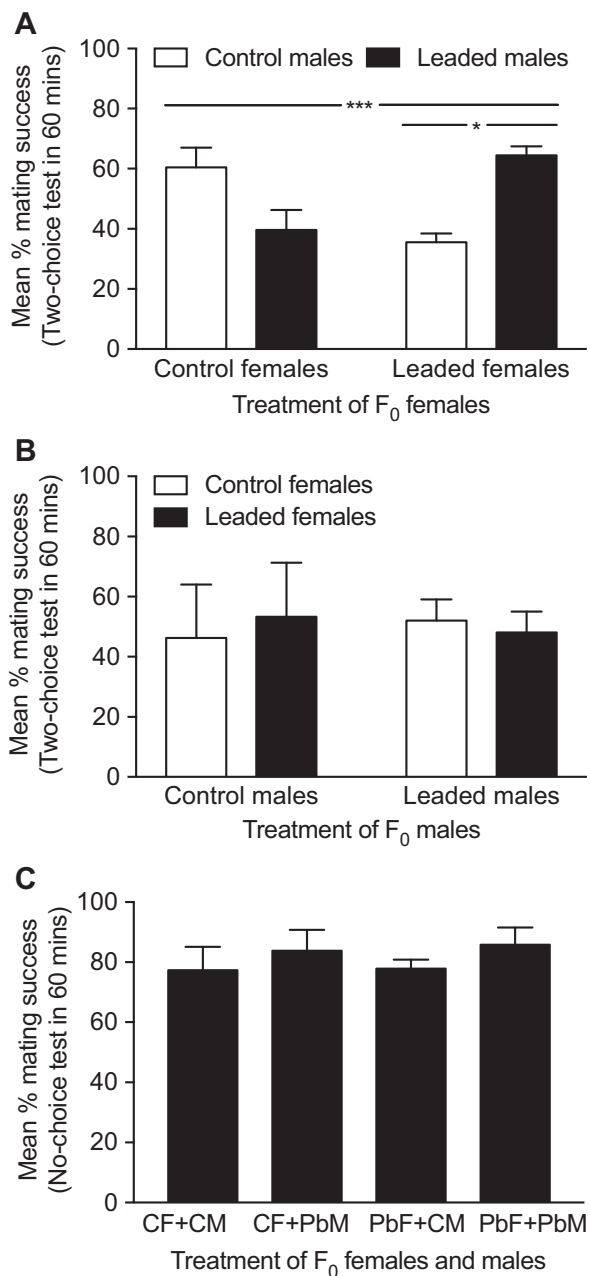 A
Mean % mating success
(Two-choice test in 60 mins)
100
80
60
40
20
0
Control males
Leaded males
***
*
Control females
Leaded females
Treatment of F0 females
B
Mean % mating success
(Two-choice test in 60 mins)
100
80
60
40
20
0
Control females
Leaded females
Control males
Leaded males
Treatment of F0 males
C
Mean % mating success
(No-choice test in 60 mins)
100
80
60
40
20
0
CF+CM
CF+PbM
PbF+CM
PbF+PbM
Treatment of F0 females and males